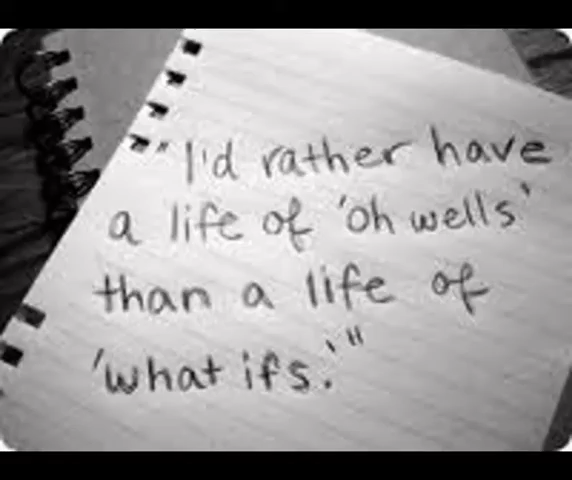 "I'd rather have
a life of 'oh wells'
than a life of
'what ifs.'"